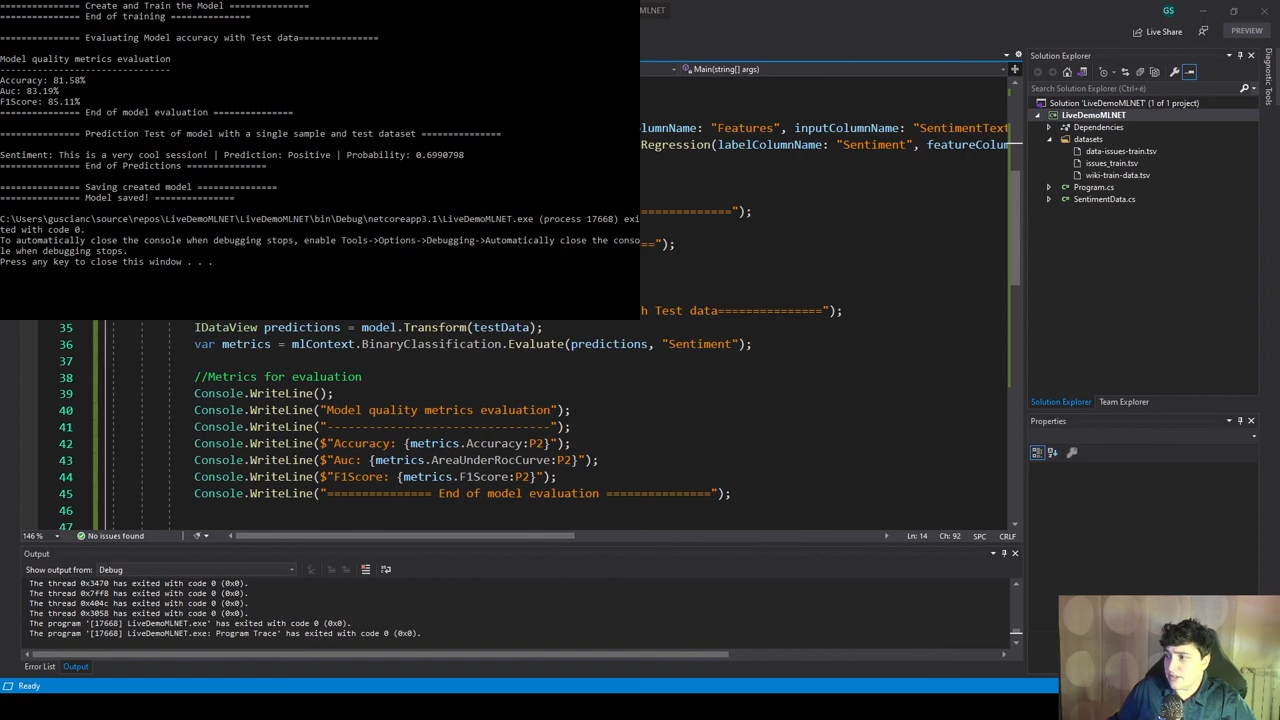 =============== Create and Train the Model ===============
=============== End of training ===============
=============== Evaluating Model accuracy with Test data===============
Model quality metrics evaluation
--------------------------------
Accuracy: 81.58%
Auc: 83.19%
F1Score: 85.11%
=============== End of model evaluation ===============
=============== Prediction Test of model with a single sample and test dataset ===============
Sentiment: This is a very cool session! | Prediction: Positive | Probability: 0.6990798
=============== End of Predictions ===============
=============== Saving created model ===============
=============== Model saved! ===============
C:\Users\guscianc\source\repos\LiveDemoMLNET\LiveDemoMLNET\bin\Debug\netcoreapp3.1\LiveDemoMLNET.exe (process 17668) exi
ted with code 0.
To automatically close the console when debugging stops, enable Tools->Options->Debugging->Automatically close the conso
le when debugging stops.
Press any key to close this window . . .
MLNET
GS
Live Share
PREVIEW
Main(string[] args)
columnName: "Features", inputColumnName: "SentimentText
Regression(labelColumnName: "Sentiment", featureColum
=============");
==");
h Test data===============");
35 IDataView predictions = model.Transform(testData);
36 var metrics = mlContext.BinaryClassification.Evaluate(predictions, "Sentiment");
37
38 //Metrics for evaluation
39 Console.WriteLine();
40 Console.WriteLine("Model quality metrics evaluation");
41 Console.WriteLine("--------------------------------");
42 Console.WriteLine($"Accuracy: {metrics.Accuracy:P2}");
43 Console.WriteLine($"Auc: {metrics.AreaUnderRocCurve:P2}");
44 Console.WriteLine($"F1Score: {metrics.F1Score:P2}");
45 Console.WriteLine("=============== End of model evaluation ===============");
46
47
146 %
No issues found
Ln: 14
Ch: 92
SPC
CRLF
Output
Show output from: Debug
The thread 0x3470 has exited with code 0 (0x0).
The thread 0x7ff8 has exited with code 0 (0x0).
The thread 0x404c has exited with code 0 (0x0).
The thread 0x3058 has exited with code 0 (0x0).
The program '[17668] LiveDemoMLNET.exe' has exited with code 0 (0x0).
The program '[17668] LiveDemoMLNET.exe: Program Trace' has exited with code 0 (0x0).
Error List
Output
Ready
Solution Explorer
Search Solution Explorer (Ctrl+é)
Solution 'LiveDemoMLNET' (1 of 1 project)
LiveDemoMLNET
Dependencies
datasets
data-issues-train.tsv
issues_train.tsv
wiki-train-data.tsv
Program.cs
SentimentData.cs
Solution Explorer
Team Explorer
Properties
Diagnostic Tools